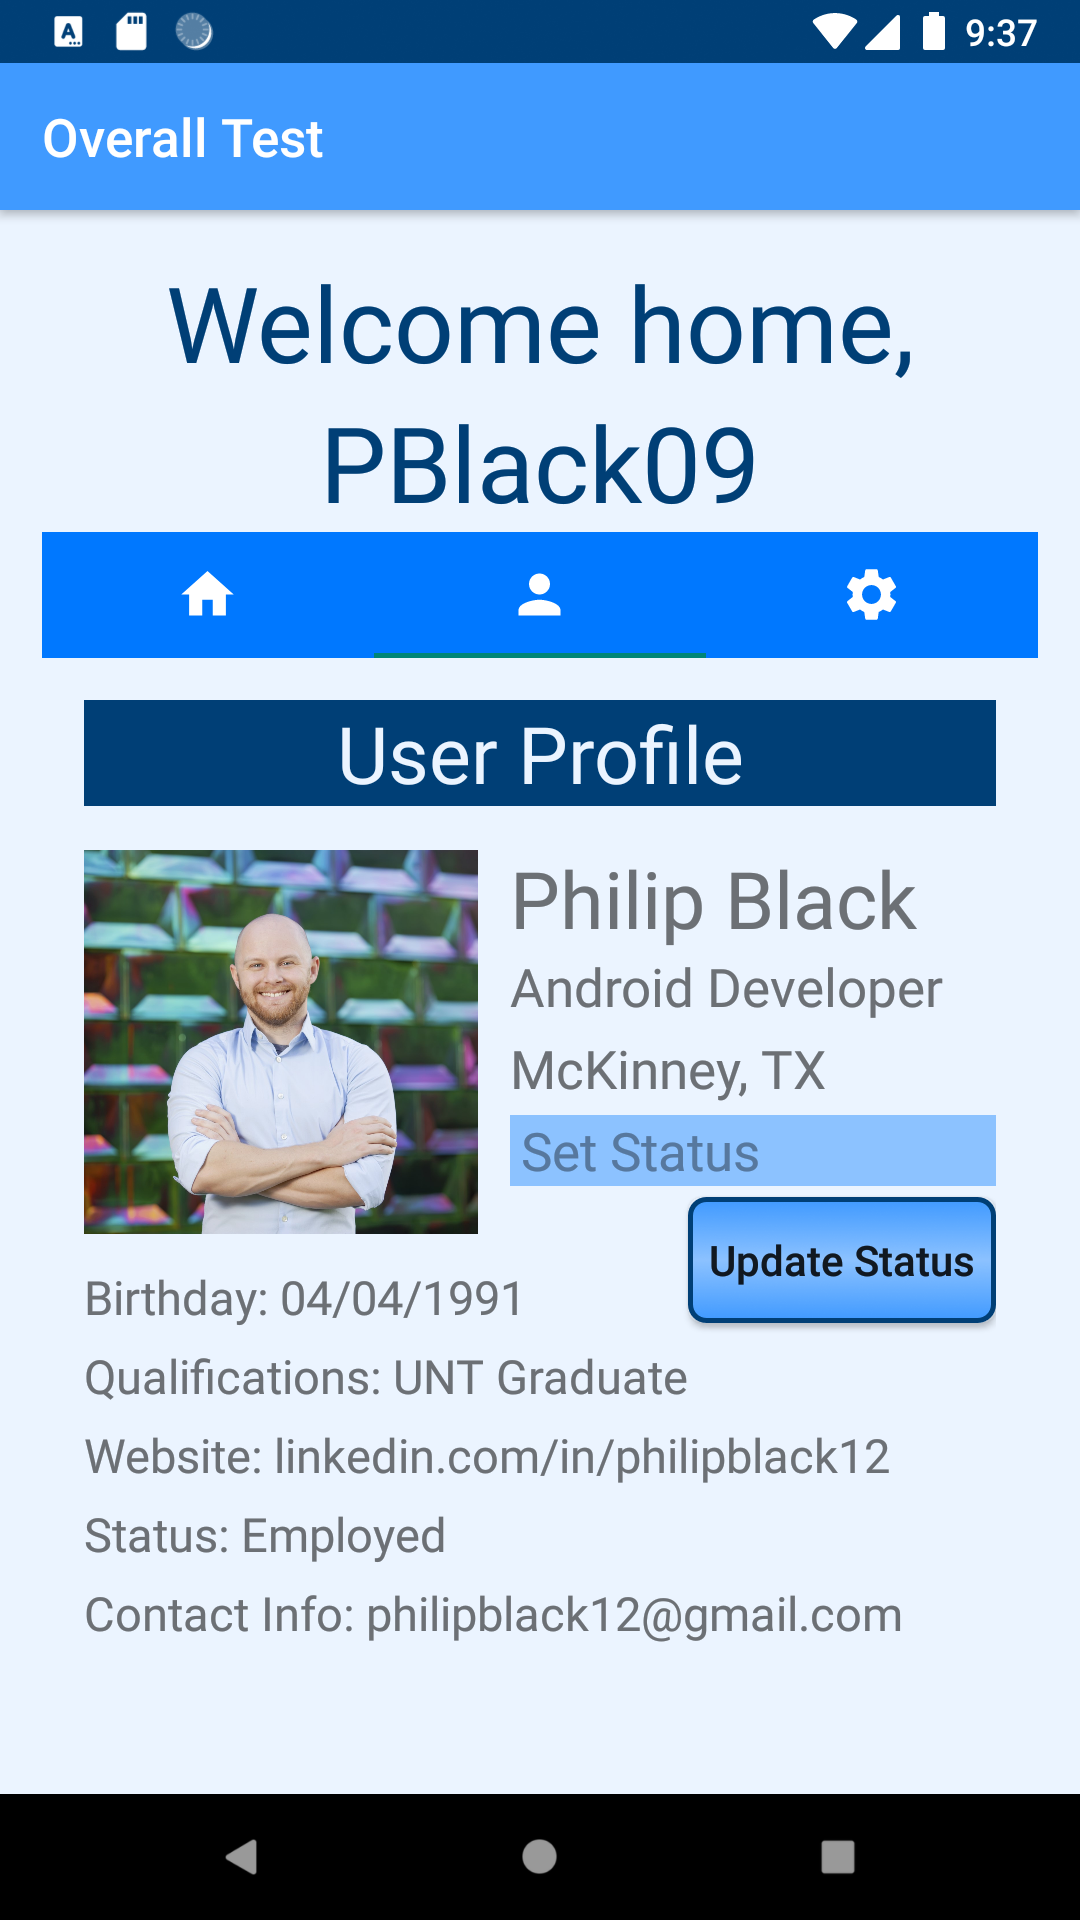 9:37
Overall Test
Welcome home,
PBlack09
User Profile
Philip Black
Android Developer
McKinney, TX
Set Status
Update Status
Birthday: 04/04/1991
Qualifications: UNT Graduate
Website: linkedin.com/in/philipblack12
Status: Employed
Contact Info: philipblack12@gmail.com